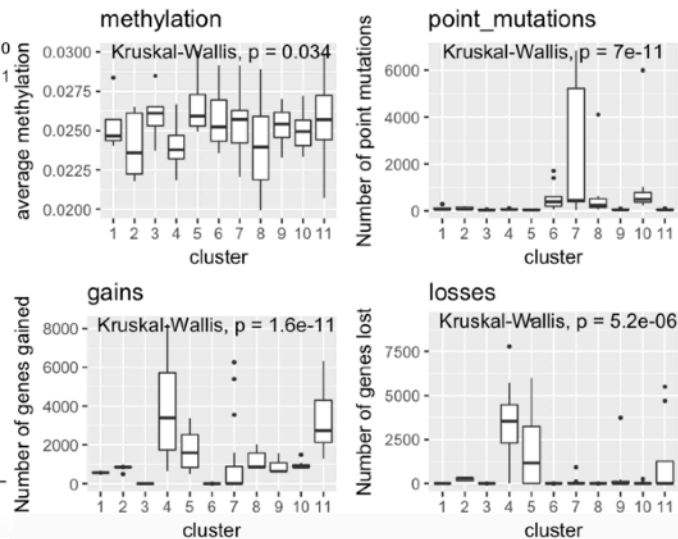 methylation
Kruskal-Wallis, p = 0.034
average methylation
0.0300
0.0275
0.0250
0.0225
0.0200
1 2 3 4 5 6 7 8 9 10 11
cluster
0
1
point_mutations
Kruskal-Wallis, p = 7e-11
Number of point mutations
6000
4000
2000
0
1 2 3 4 5 6 7 8 9 10 11
cluster
gains
Kruskal-Wallis, p = 1.6e-11
Number of genes gained
8000
6000
4000
2000
0
1 2 3 4 5 6 7 8 9 10 11
cluster
losses
Kruskal-Wallis, p = 5.2e-06
Number of genes lost
7500
5000
2500
0
1 2 3 4 5 6 7 8 9 10 11
cluster